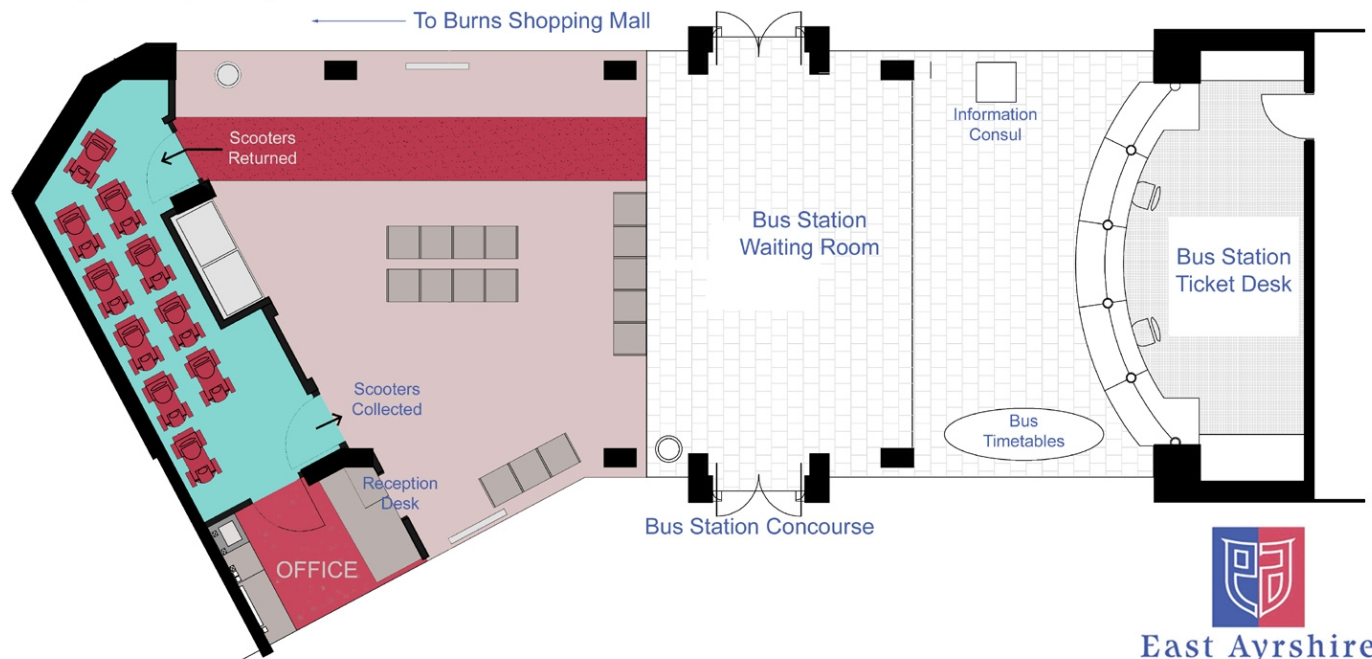 To Burns Shopping Mall
Scooters
Returned
Information
Consul
Bus Station
Waiting Room
Bus Station
Ticket Desk
Scooters
Collected
Bus
Timetables
Reception
Desk
Bus Station Concourse
OFFICE
East Ayrshire